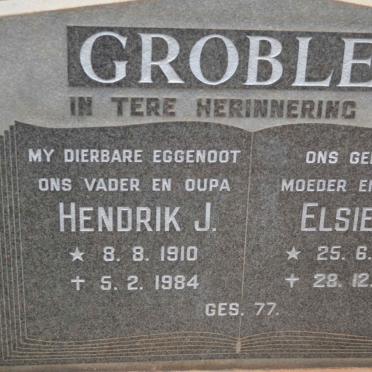 GROBLE
IN TERE HERINNERING
MY DIERBARE EGGENOOT
ONS VADER EN OUPA
HENDRIK J.
★ 8. 8. 1910
✝ 5. 2. 1984
ONS GE
MOEDER E
ELSIE
★ 25. 6.
✝ 28. 12.
GES. 77.